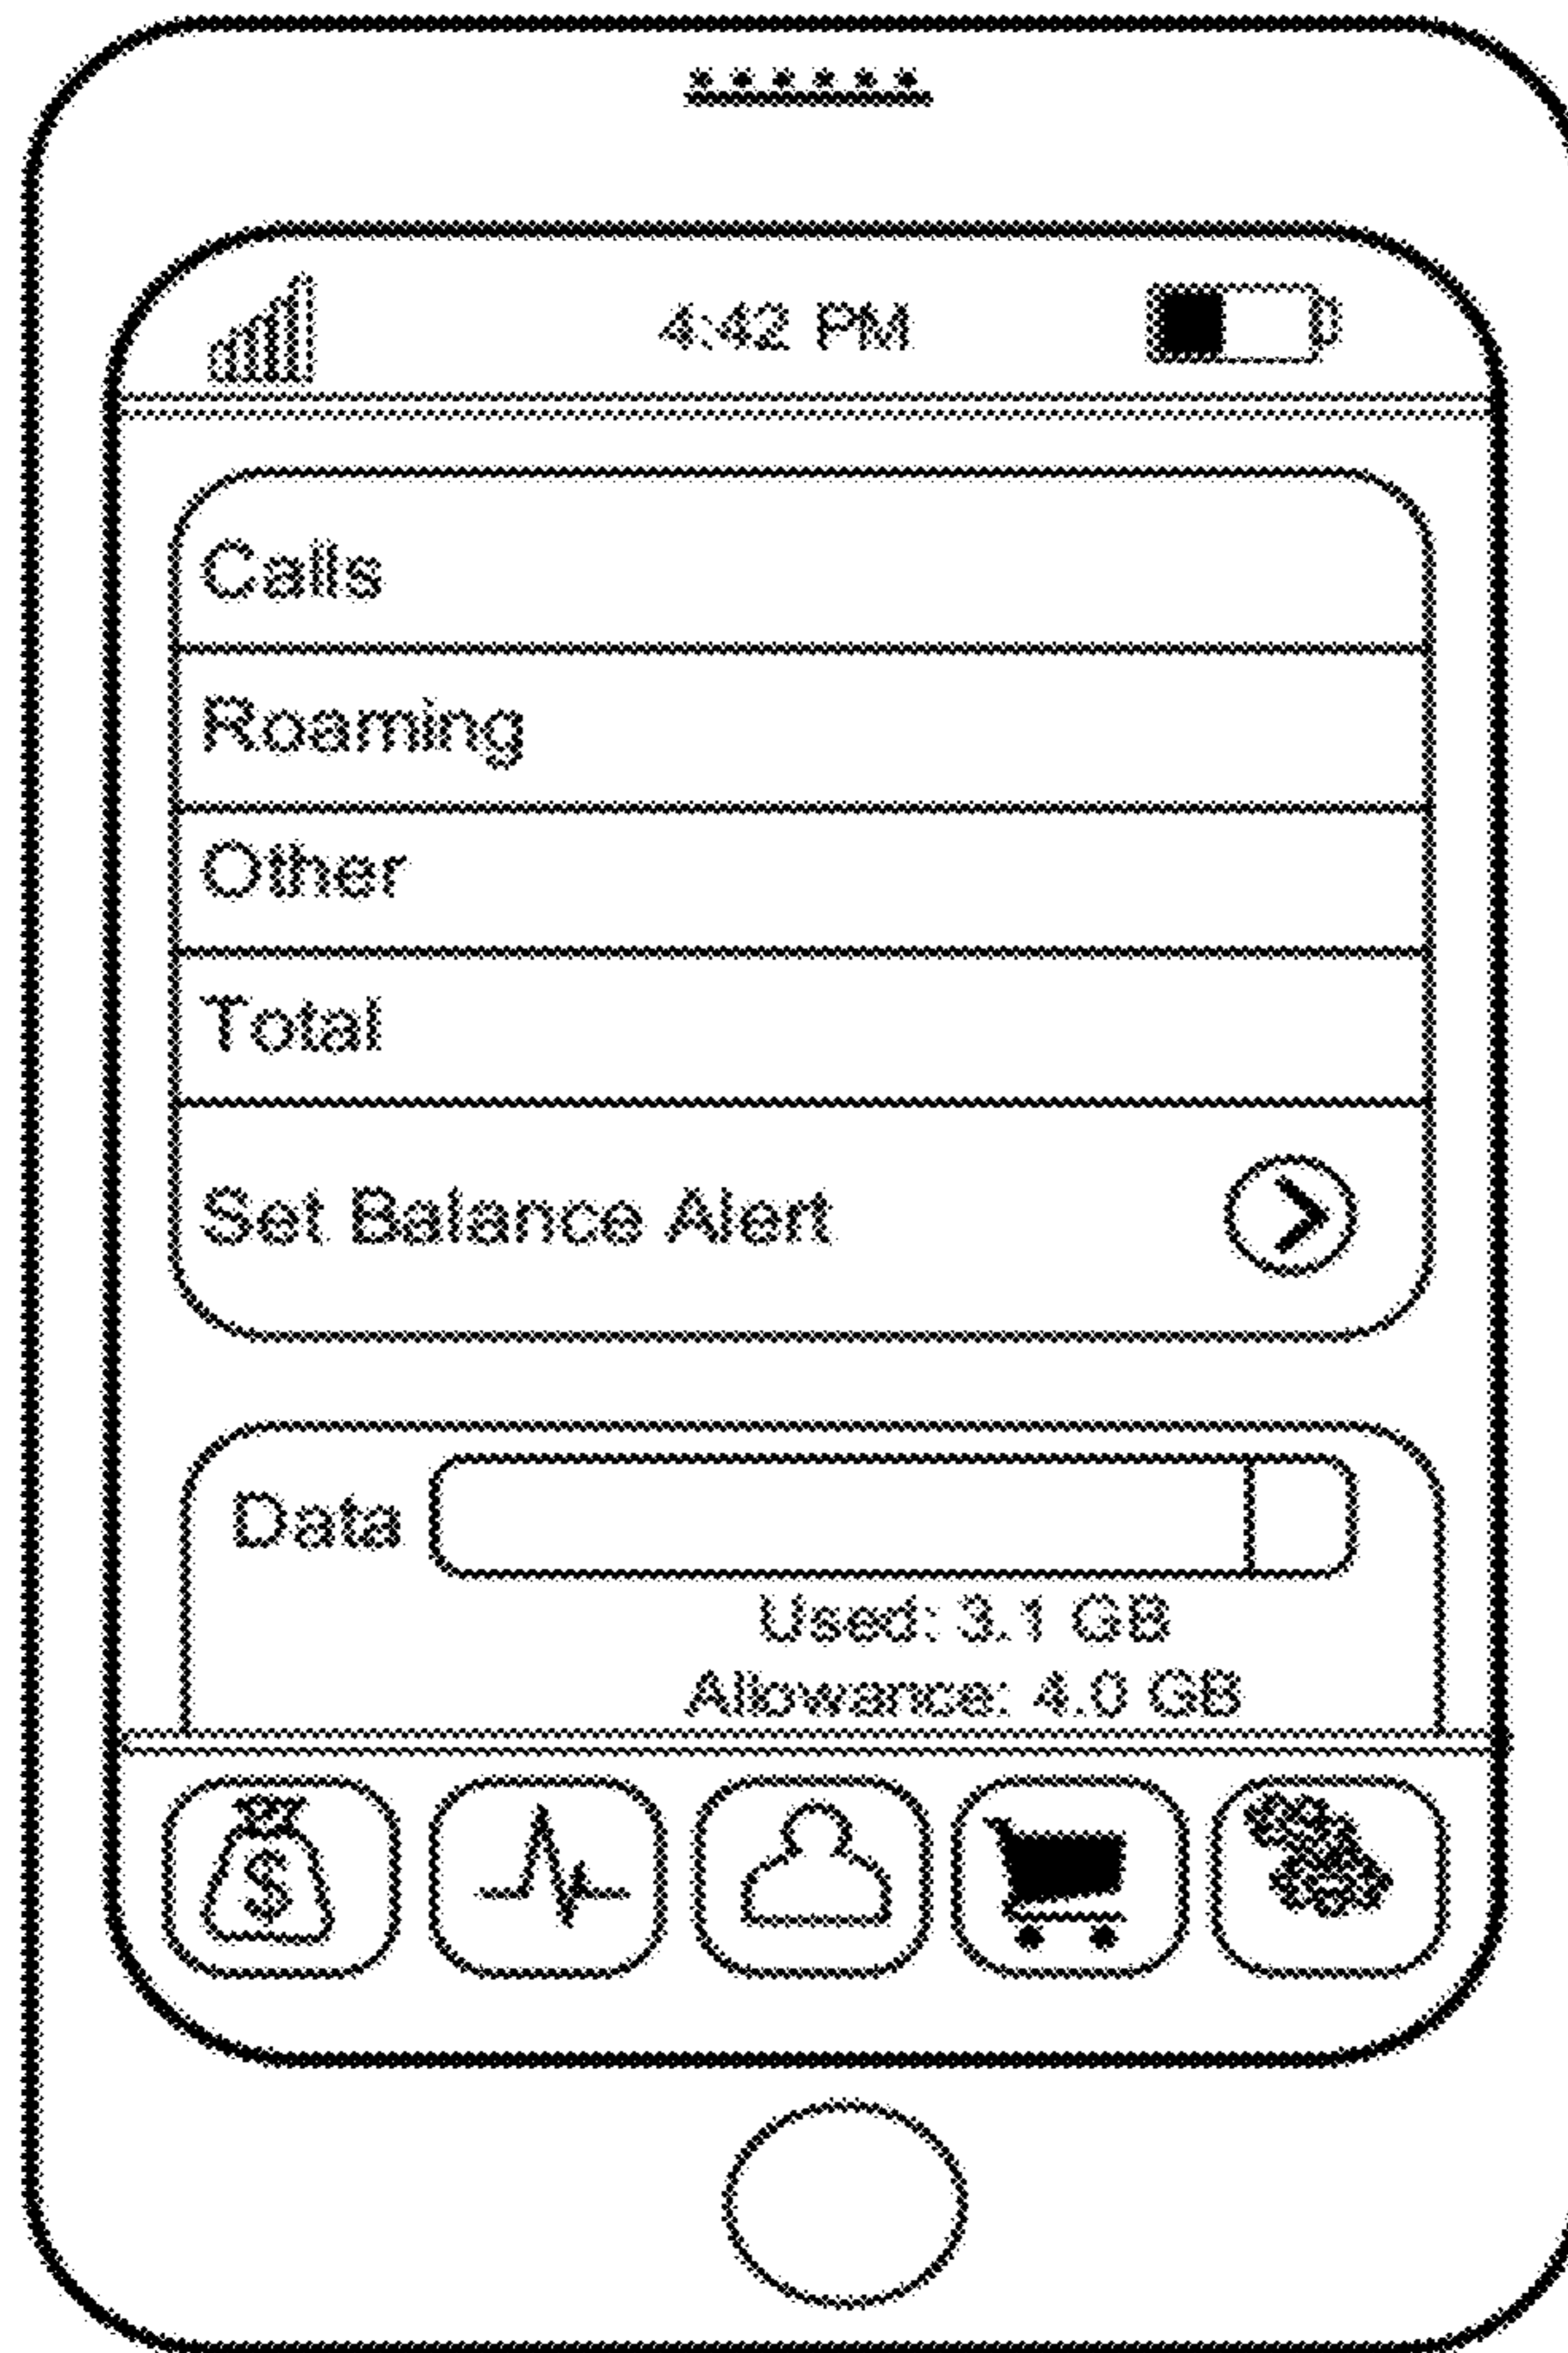 4:42 PM
Calls
Roaming
Other
Total
Set Balance Alert
Data
Used: 3.1 GB
Allowance: 4.0 GB
$